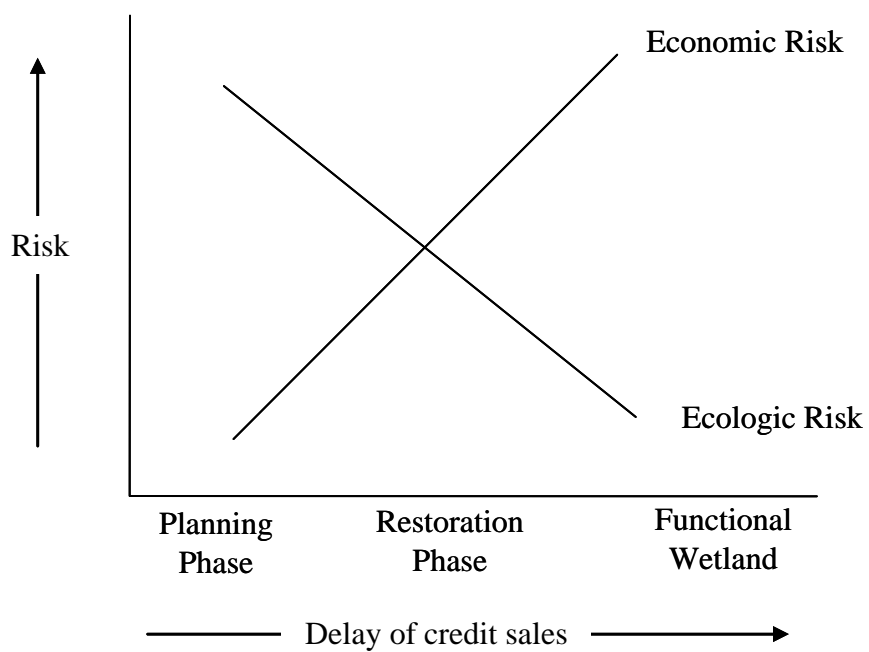 Economic Risk
Risk
Ecologic Risk
Planning
Phase
Restoration
Phase
Functional
Wetland
Delay of credit sales